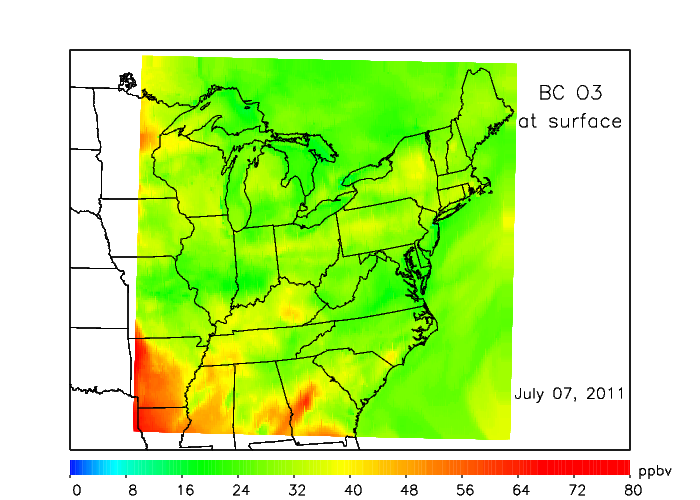 BC O3
at surface
July 07, 2011
ppbv
0 8 16 24 32 40 48 56 64 72 80